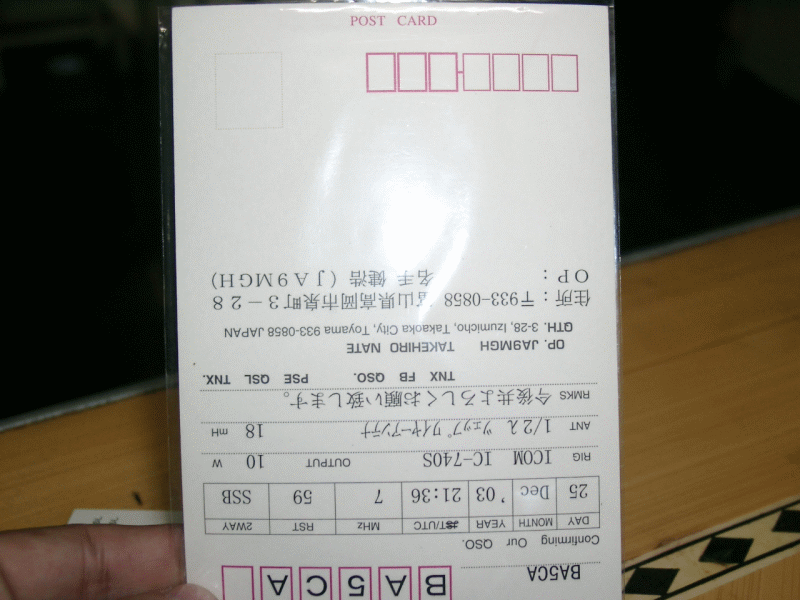 POST CARD
BA5CA
BA5CA
Confirming Our QSO.
DAY MONTH YEAR JST/UTC MHz RST 2WAY
25 Dec '03 21:36 7 59 SSB
RIG ICOM IC-740S OUTPUT 10 W
ANT 1/2λ ツェップ゜ワイヤーアンテナ 18 mH
RMKS 今後共よろしくお願い致します。
TNX FB QSO. PSE QSL TNX.
OP. JA9MGH TAKEHIRO NATE
QTH. 3-28, Izumicho, Takaoka City, Toyama 933-0858 JAPAN
住所：〒933-0858 富山県高岡市泉町3－28
OP： 名手 健浩（JA9MGH）